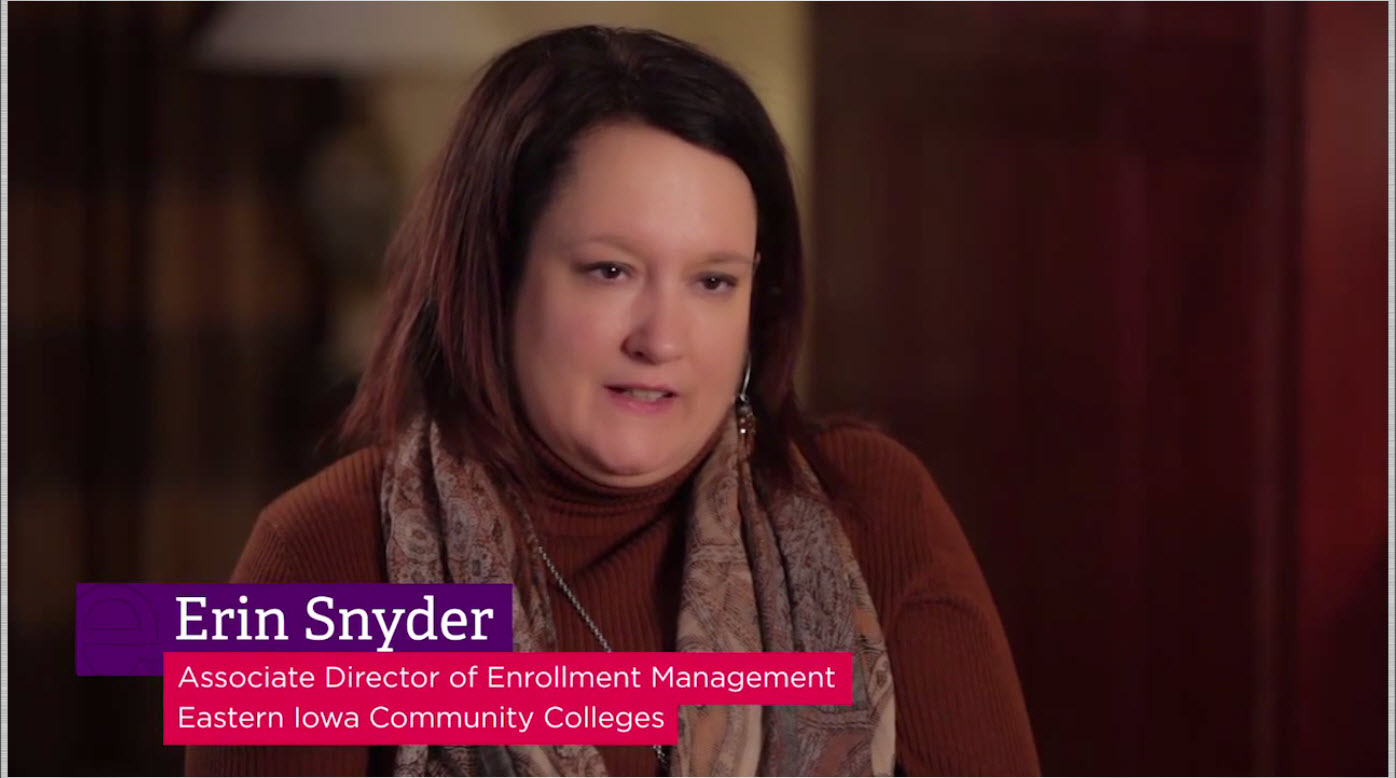 Erin Snyder
Associate Director of Enrollment Management
Eastern Iowa Community Colleges